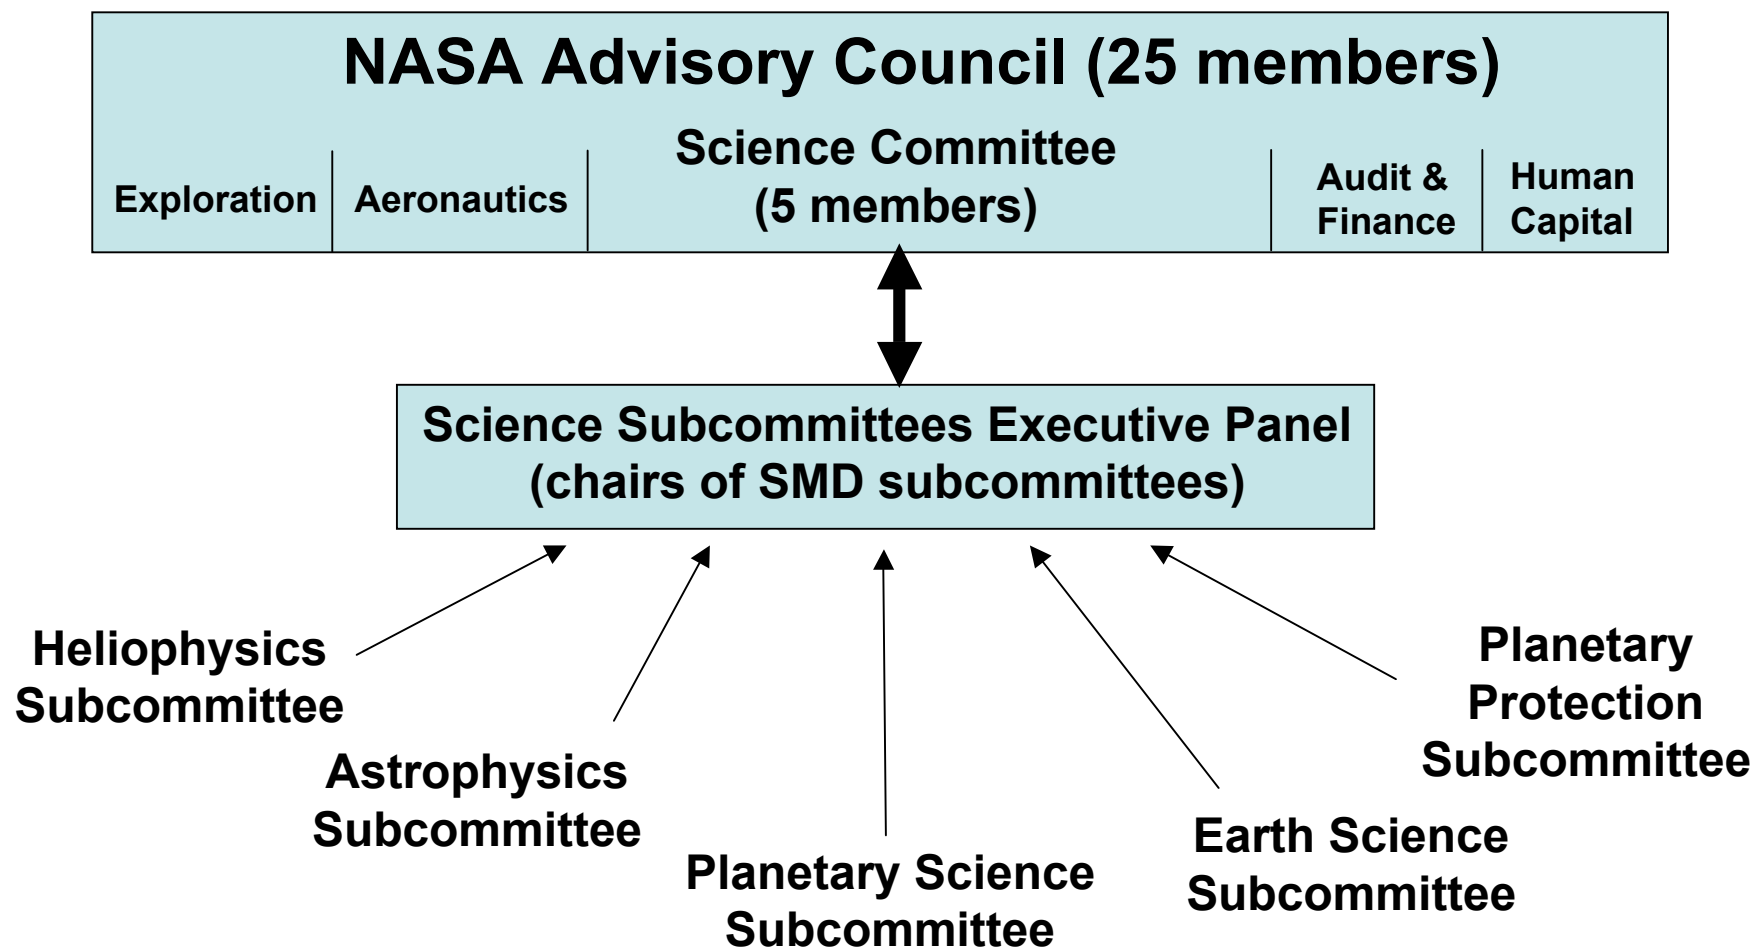 NASA Advisory Council (25 members)
Exploration
Aeronautics
Science Committee
(5 members)
Audit &
Finance
Human
Capital
Science Subcommittees Executive Panel
(chairs of SMD subcommittees)
Heliophysics
Subcommittee
Astrophysics
Subcommittee
Planetary Science
Subcommittee
Earth Science
Subcommittee
Planetary
Protection
Subcommittee